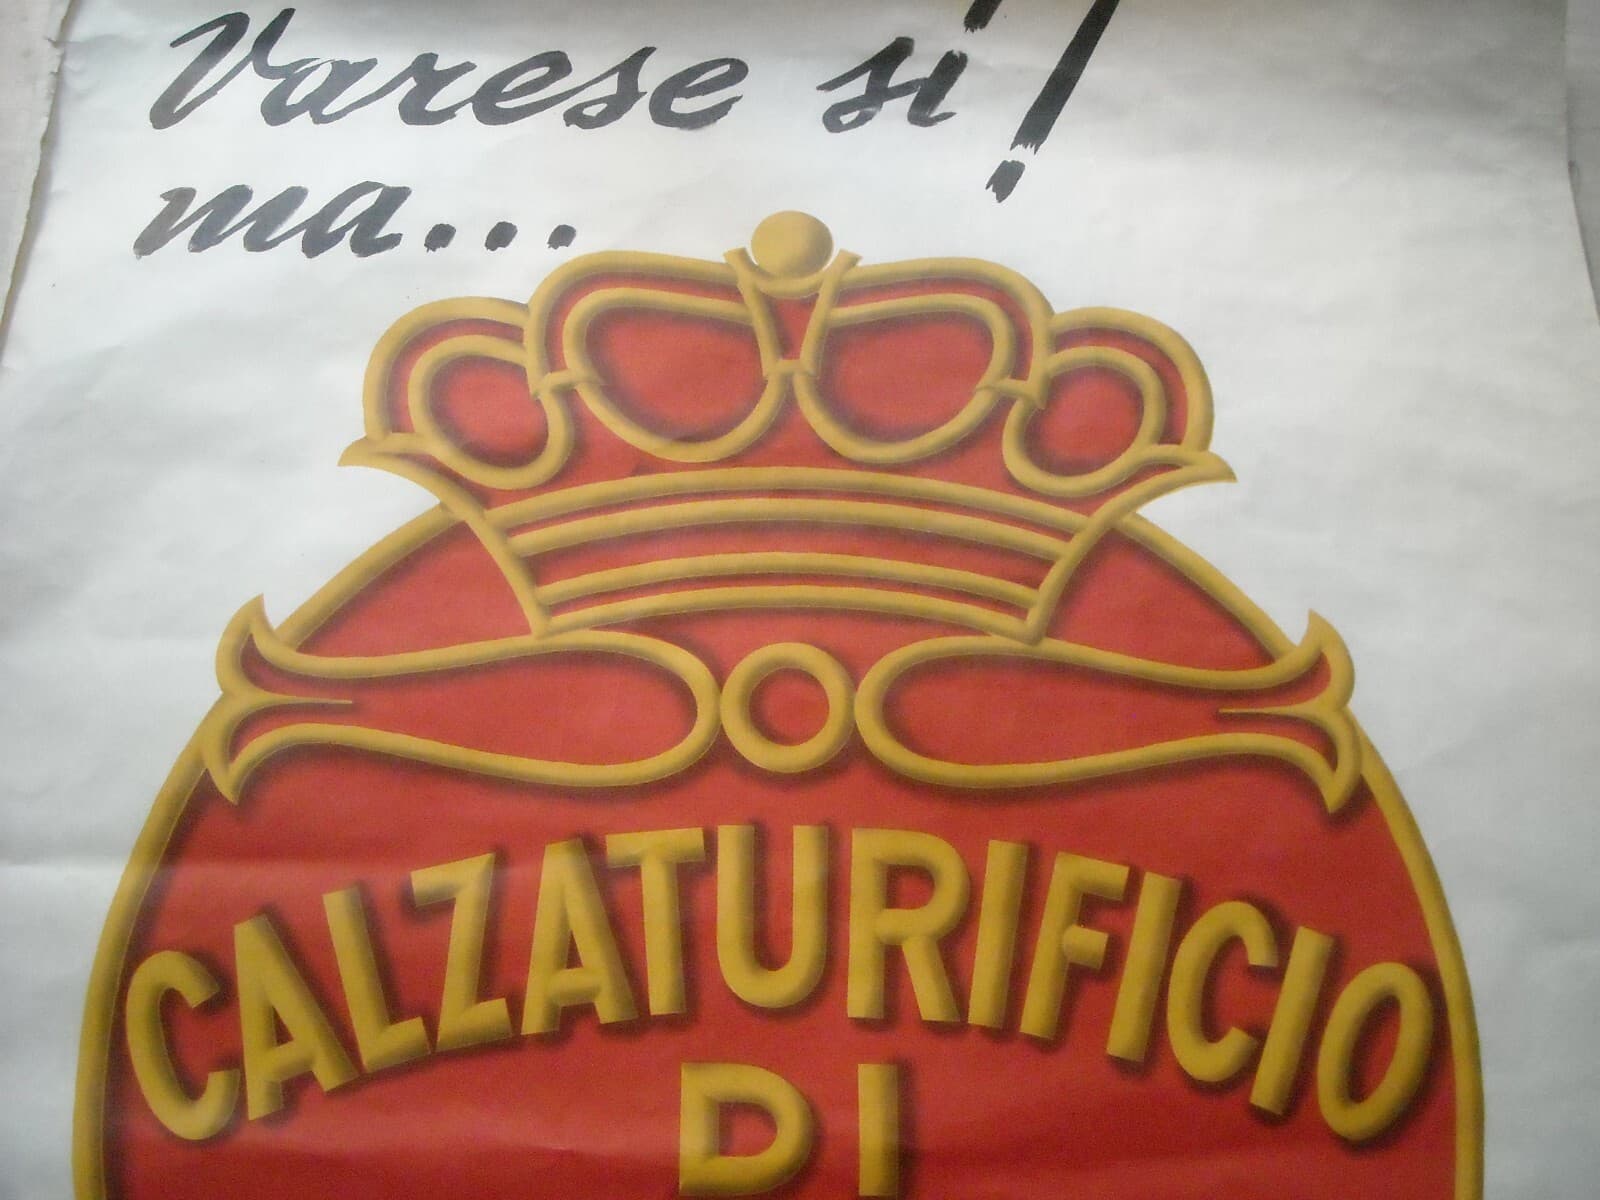 Varese si!
ma...
CALZATURIFICIO
DI